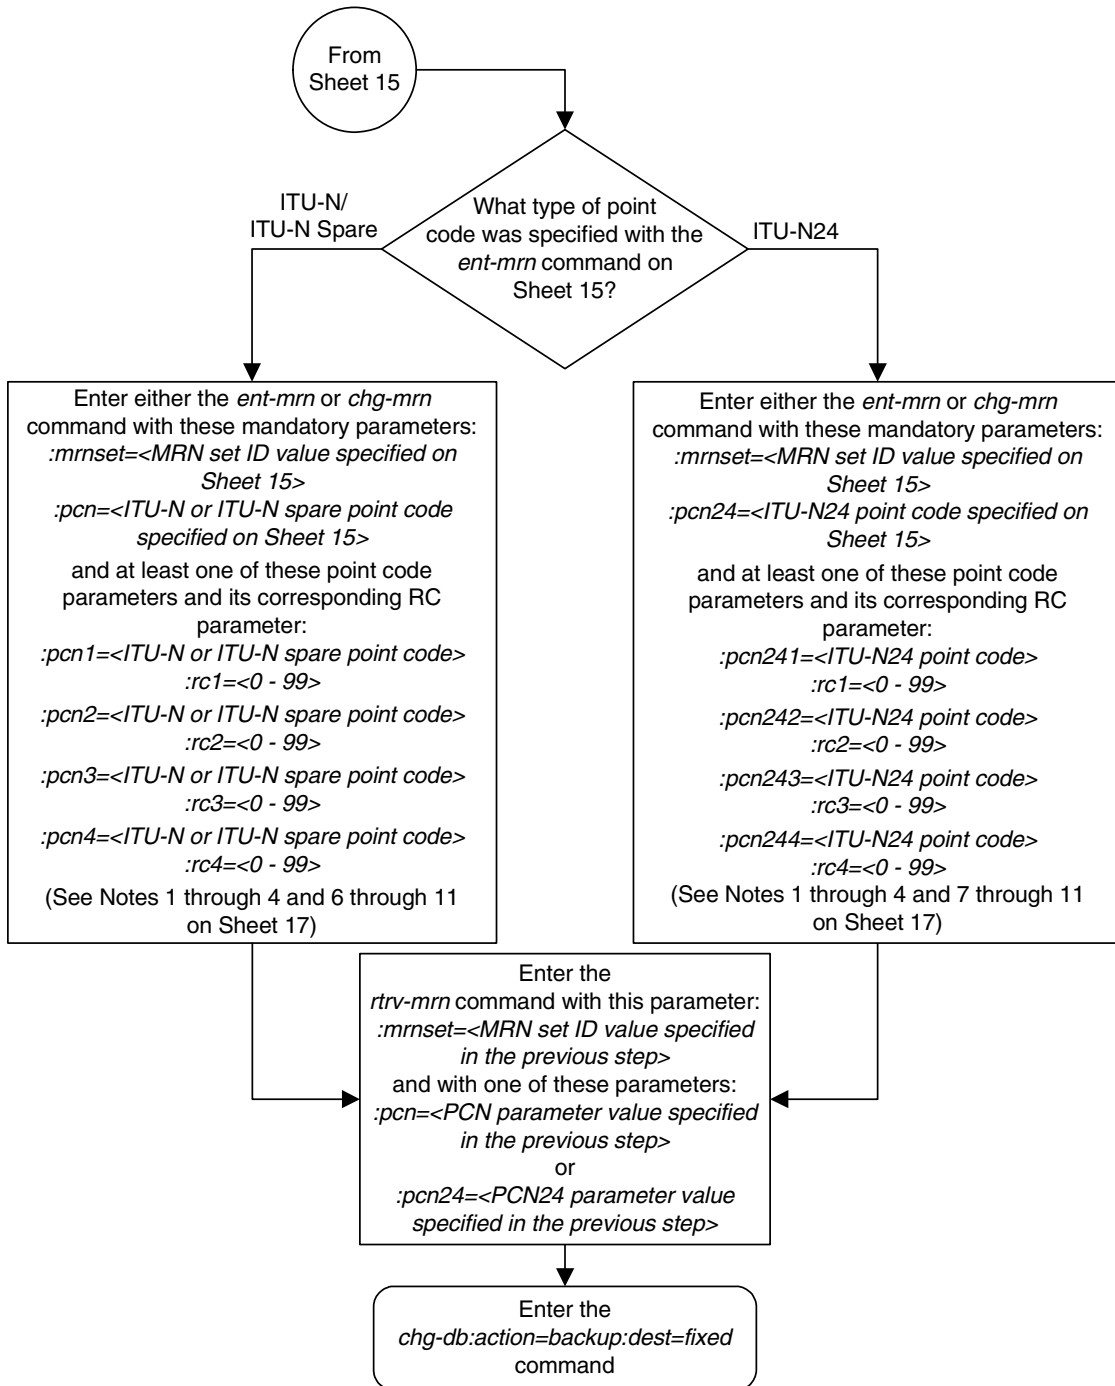 From
Sheet 15
What type of point
code was specified with the
ent-mrn command on
Sheet 15?
ITU-N/
ITU-N Spare
ITU-N24
Enter either the ent-mrn or chg-mrn
command with these mandatory parameters:
:mrnset=<MRN set ID value specified on
Sheet 15>
:pcn=<ITU-N or ITU-N spare point code
specified on Sheet 15>
and at least one of these point code
parameters and its corresponding RC
parameter:
:pcn1=<ITU-N or ITU-N spare point code>
:rc1=<0 - 99>
:pcn2=<ITU-N or ITU-N spare point code>
:rc2=<0 - 99>
:pcn3=<ITU-N or ITU-N spare point code>
:rc3=<0 - 99>
:pcn4=<ITU-N or ITU-N spare point code>
:rc4=<0 - 99>
(See Notes 1 through 4 and 6 through 11
on Sheet 17)
Enter either the ent-mrn or chg-mrn
command with these mandatory parameters:
:mrnset=<MRN set ID value specified on
Sheet 15>
:pcn24=<ITU-N24 point code specified on
Sheet 15>
and at least one of these point code
parameters and its corresponding RC
parameter:
:pcn241=<ITU-N24 point code>
:rc1=<0 - 99>
:pcn242=<ITU-N24 point code>
:rc2=<0 - 99>
:pcn243=<ITU-N24 point code>
:rc3=<0 - 99>
:pcn244=<ITU-N24 point code>
:rc4=<0 - 99>
(See Notes 1 through 4 and 7 through 11
on Sheet 17)
Enter the
rtrv-mrn command with this parameter:
:mrnset=<MRN set ID value specified
in the previous step>
and with one of these parameters:
:pcn=<PCN parameter value specified
in the previous step>
or
:pcn24=<PCN24 parameter value
specified in the previous step>
Enter the
chg-db:action=backup:dest=fixed
command